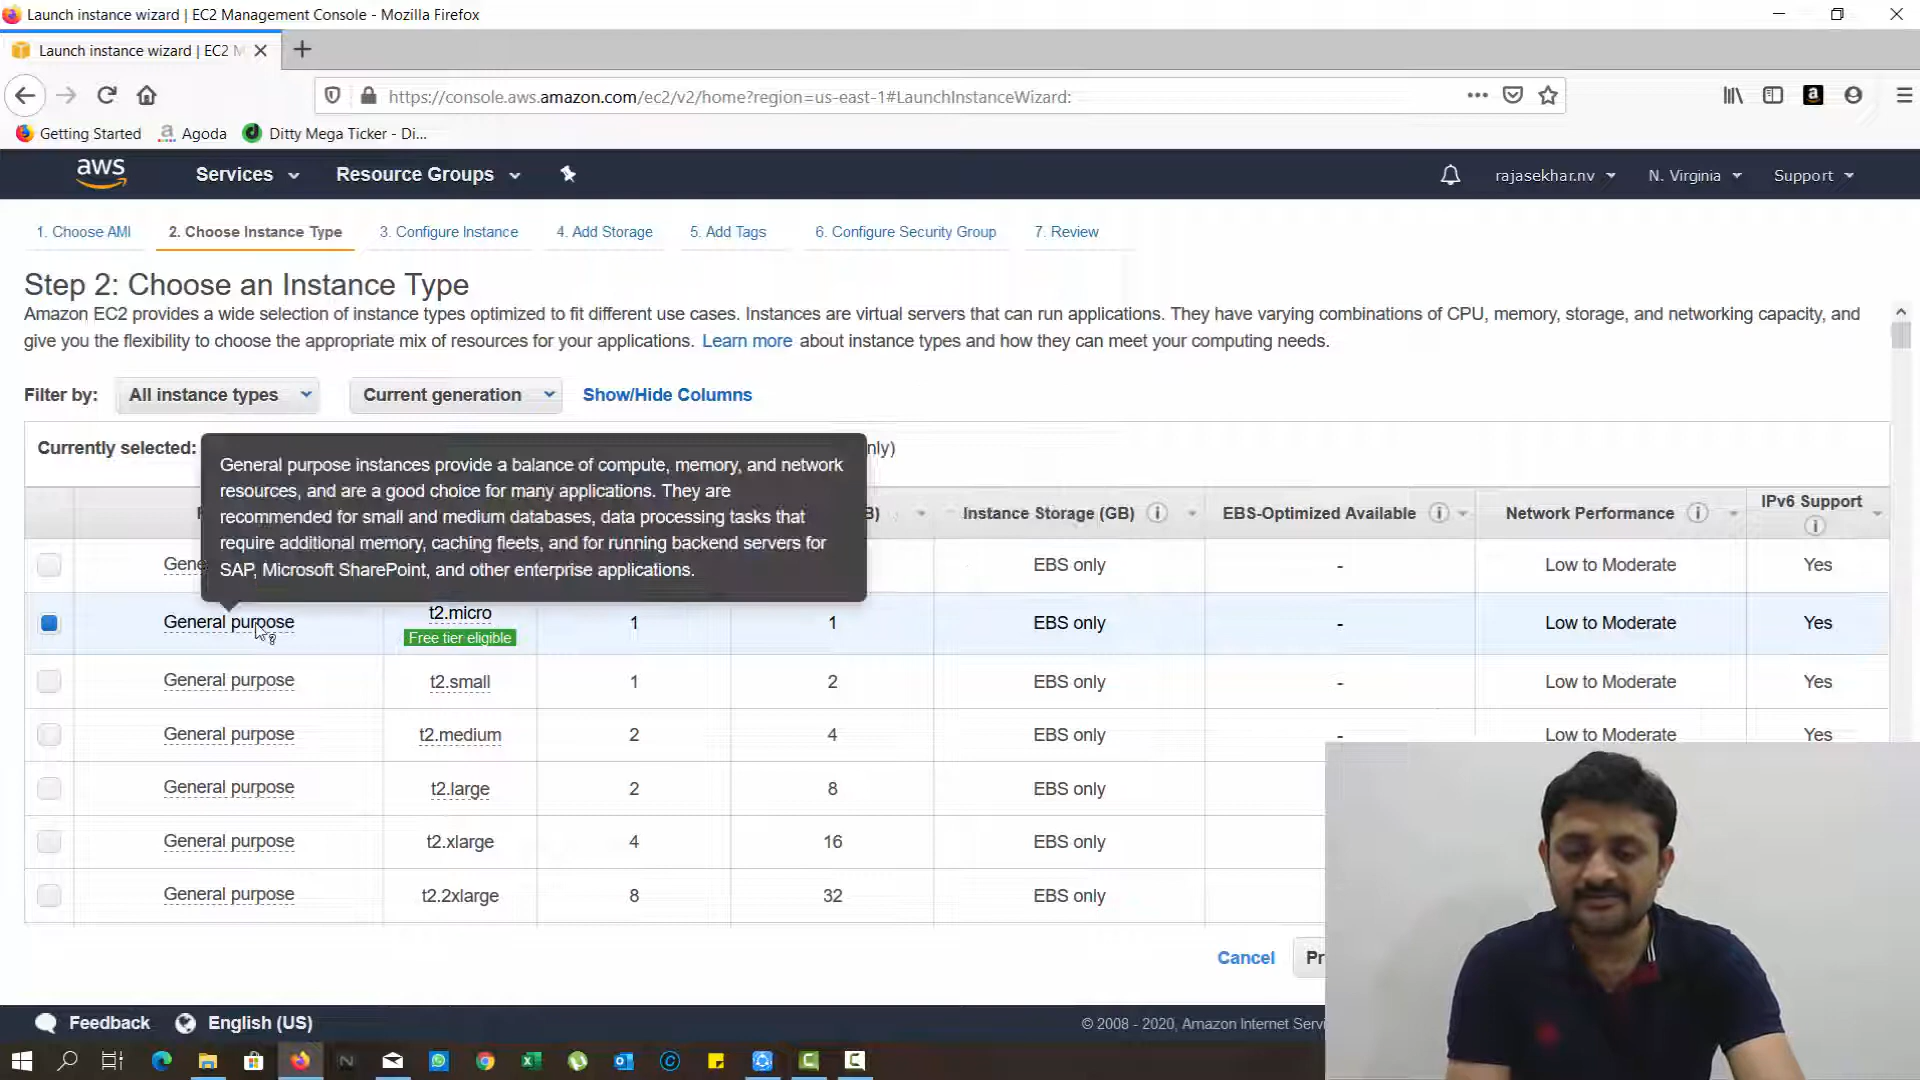 Launch instance wizard | EC2 Management Console - Mozilla Firefox
Launch instance wizard | EC2 M
https://console.aws.amazon.com/ec2/v2/home?region=us-east-1#LaunchInstanceWizard:
Getting Started
Agoda
Ditty Mega Ticker - Di...
aws
Services
Resource Groups
rajasekhar.nv
N. Virginia
Support
1. Choose AMI
2. Choose Instance Type
3. Configure Instance
4. Add Storage
5. Add Tags
6. Configure Security Group
7. Review
Step 2: Choose an Instance Type
Amazon EC2 provides a wide selection of instance types optimized to fit different use cases. Instances are virtual servers that can run applications. They have varying combinations of CPU, memory, storage, and networking capacity, and
give you the flexibility to choose the appropriate mix of resources for your applications. Learn more about instance types and how they can meet your computing needs.
Filter by:
All instance types
Current generation
Show/Hide Columns
Currently selected:
nly)
General purpose instances provide a balance of compute, memory, and network
resources, and are a good choice for many applications. They are
recommended for small and medium databases, data processing tasks that
require additional memory, caching fleets, and for running backend servers for
SAP, Microsoft SharePoint, and other enterprise applications.
B)
Instance Storage (GB)
EBS-Optimized Available
Network Performance
IPv6 Support
Gene
EBS only
-
Low to Moderate
Yes
General purpose
t2.micro
Free tier eligible
1
1
EBS only
-
Low to Moderate
Yes
General purpose
t2.small
1
2
EBS only
-
Low to Moderate
Yes
General purpose
t2.medium
2
4
EBS only
-
Low to Moderate
Yes
General purpose
t2.large
2
8
EBS only
General purpose
t2.xlarge
4
16
EBS only
General purpose
t2.2xlarge
8
32
EBS only
Cancel
Pr
Feedback
English (US)
© 2008 - 2020, Amazon Internet Servi